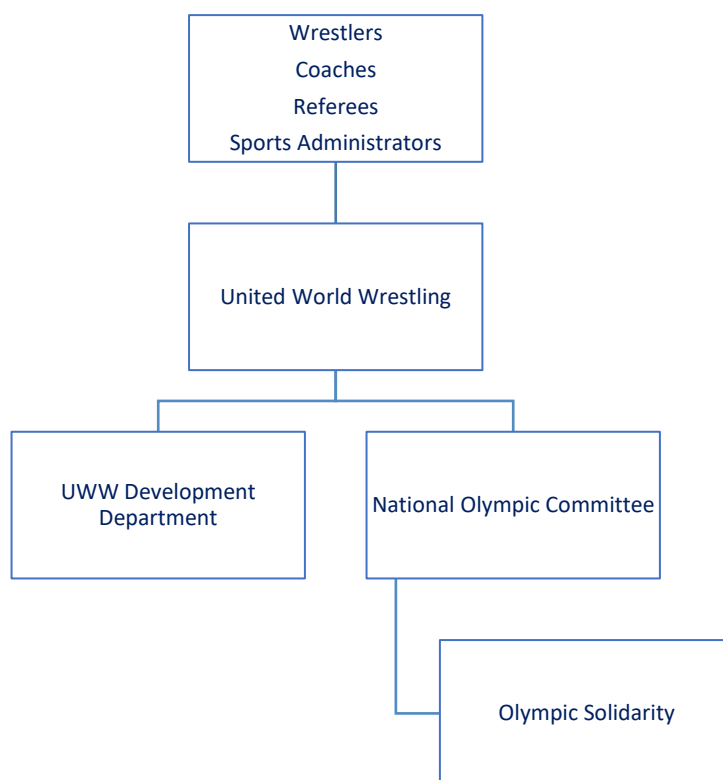 Wrestlers
Coaches
Referees
Sports Administrators
United World Wrestling
UWW Development
Department
National Olympic Committee
Olympic Solidarity